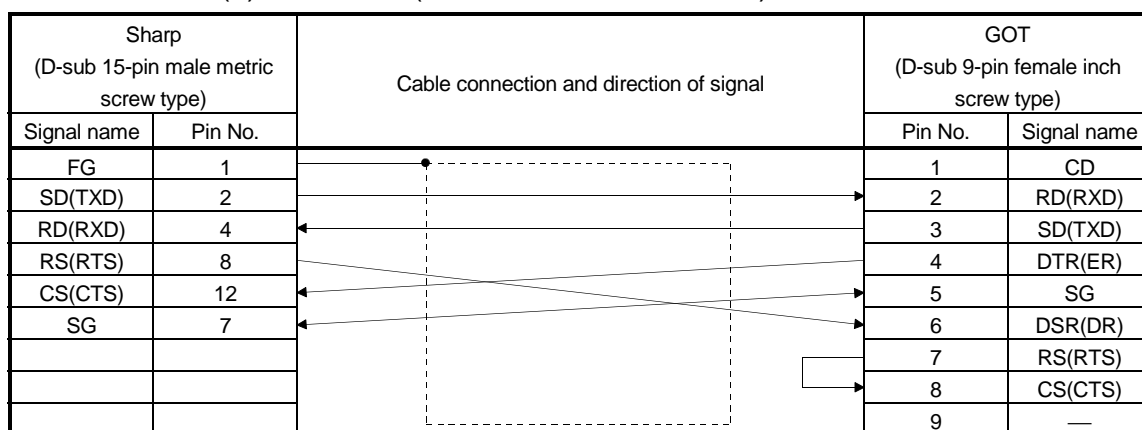 Sharp
(D-sub 15-pin male metric
screw type)
Cable connection and direction of signal
GOT
(D-sub 9-pin female inch
screw type)
Signal name Pin No. Pin No. Signal name
FG 1 1 CD
SD(TXD) 2 2 RD(RXD)
RD(RXD) 4 3 SD(TXD)
RS(RTS) 8 4 DTR(ER)
CS(CTS) 12 5 SG
SG 7 6 DSR(DR)
7 RS(RTS)
8 CS(CTS)
9 —